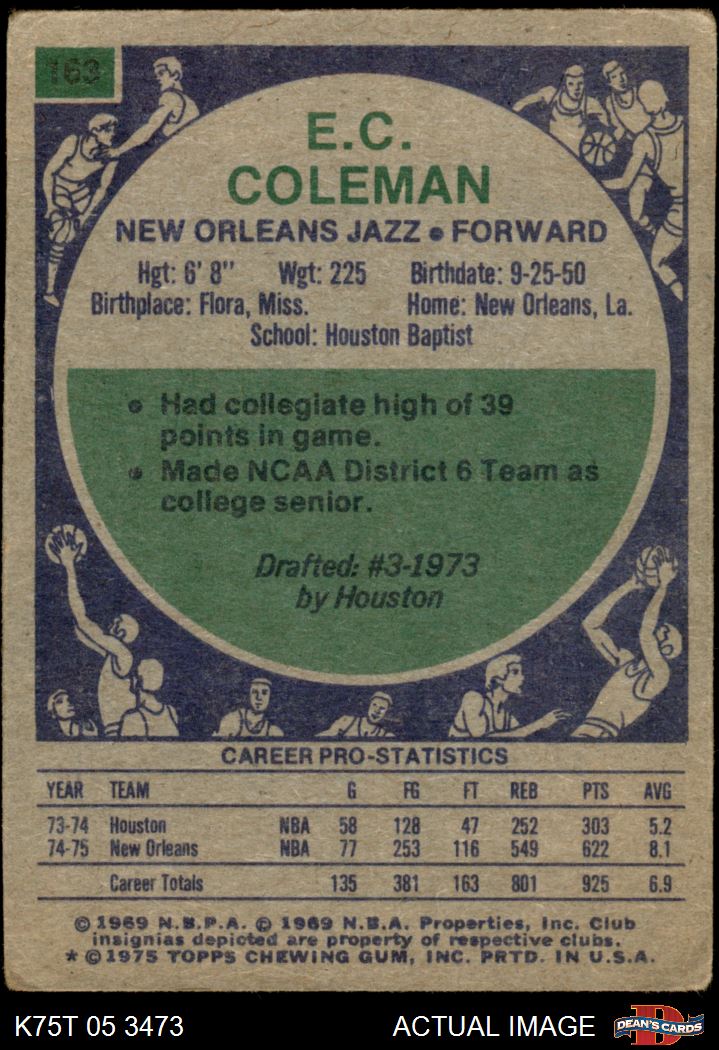 163
E.C.
COLEMAN
NEW ORLEANS JAZZ • FORWARD
Hgt: 6' 8" Wgt: 225 Birthdate: 9-25-50
Birthplace: Flora, Miss. Home: New Orleans, La.
School: Houston Baptist
• Had collegiate high of 39
points in game.
• Made NCAA District 6 Team as
college senior.
Drafted: #3-1973
by Houston
CAREER PRO-STATISTICS
YEAR TEAM G FG FT REB PTS AVG
73-74 Houston NBA 58 128 47 252 303 5.2
74-75 New Orleans NBA 77 253 116 549 622 8.1
Career Totals 135 381 163 801 925 6.9
© 1969 N.B.P.A. © 1969 N.B.A. Properties, Inc. Club
insignias depicted are property of respective clubs.
* © 1975 TOPPS CHEWING GUM, INC. PRTD. IN U.S.A.
K75T 05 3473 ACTUAL IMAGE D DEAN'S CARDS